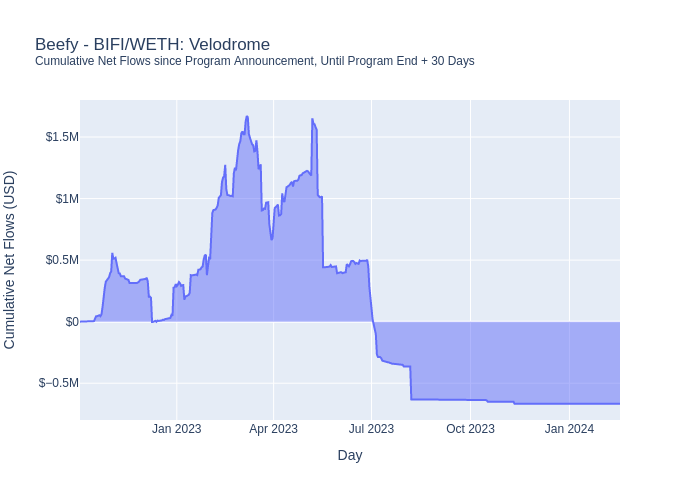 Beefy - BIFI/WETH: Velodrome
Cumulative Net Flows since Program Announcement, Until Program End + 30 Days
Cumulative Net Flows (USD)
$1.5M
$1M
$0.5M
$0
$−0.5M
Jan 2023
Apr 2023
Jul 2023
Oct 2023
Jan 2024
Day